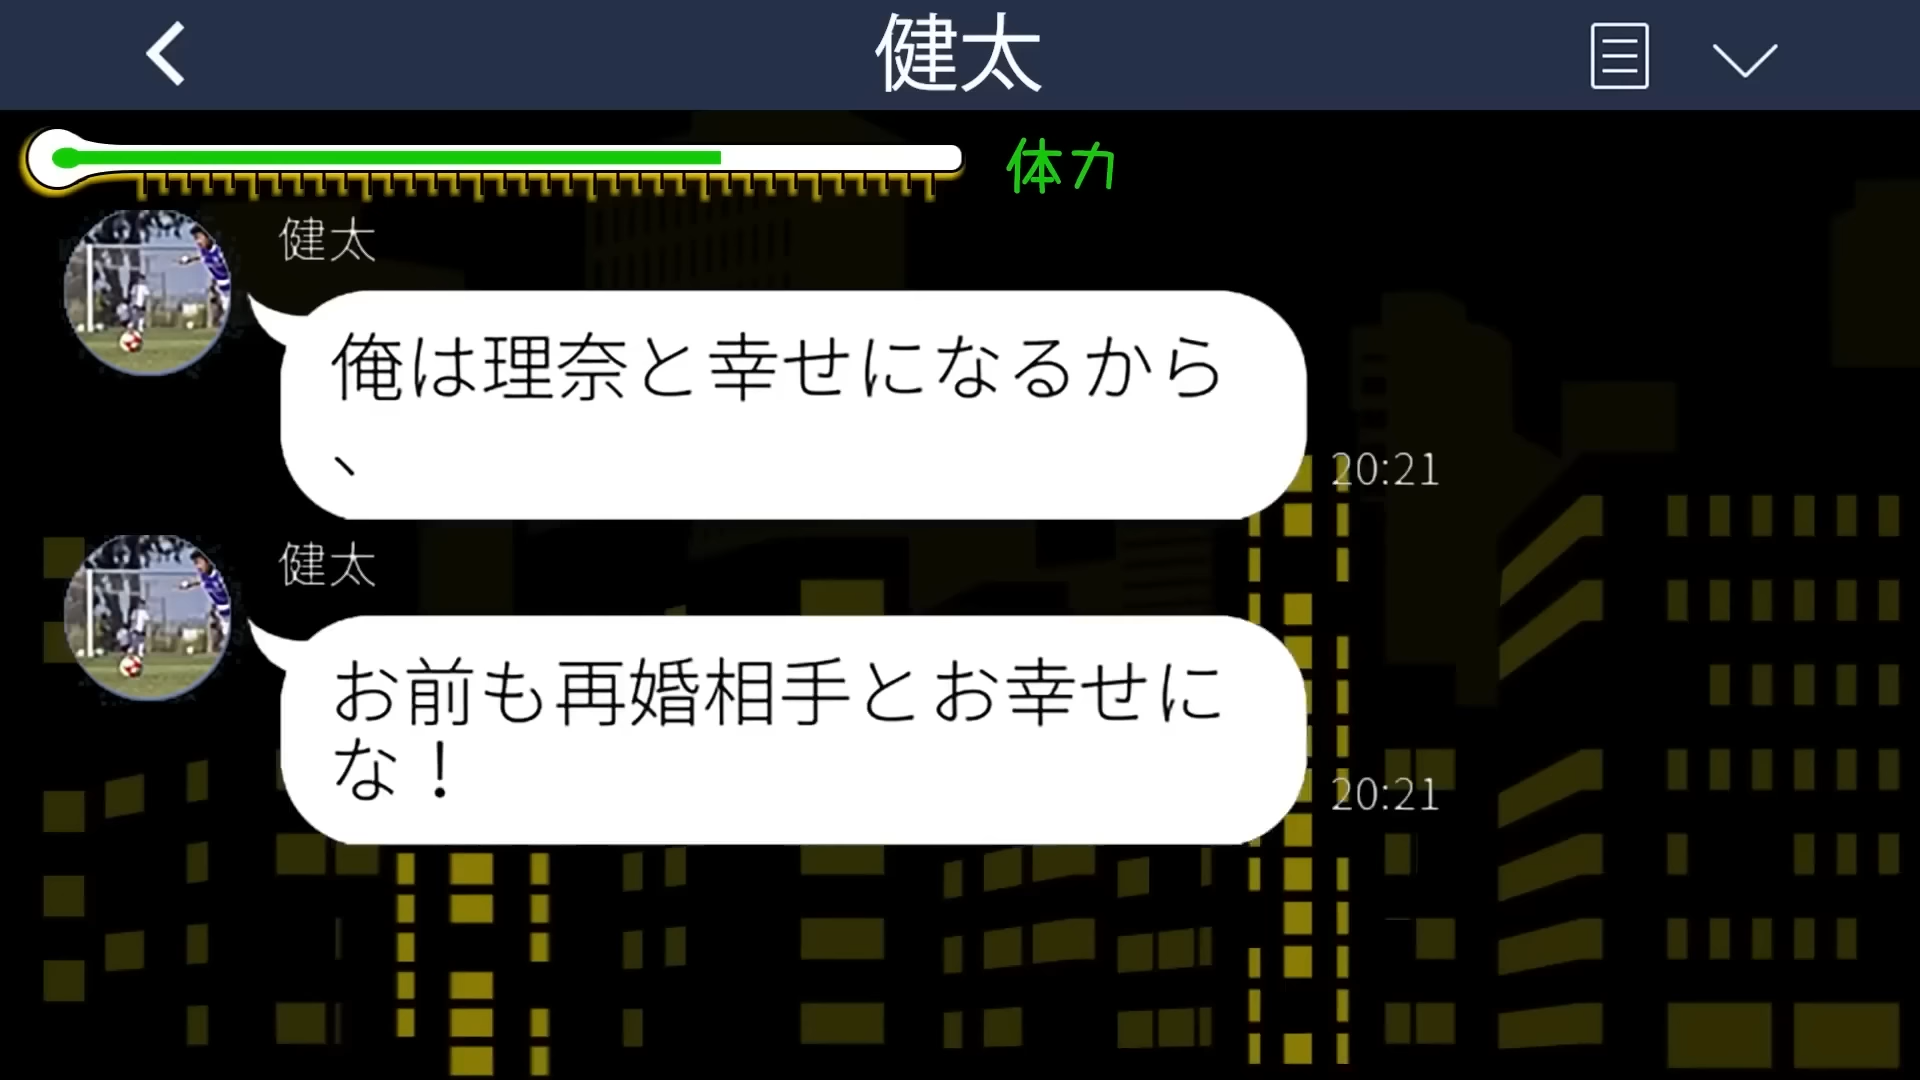 健太
体力
健太
俺は理奈と幸せになるから
、
20:21
健太
お前も再婚相手とお幸せに
な！
20:21